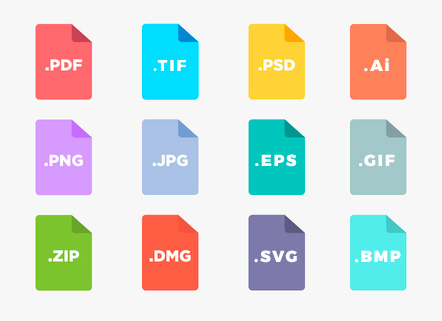 .PDF
.TIF
.PSD
.Ai
.PNG
.JPG
.EPS
.GIF
.ZIP
.DMG
.SVG
.BMP